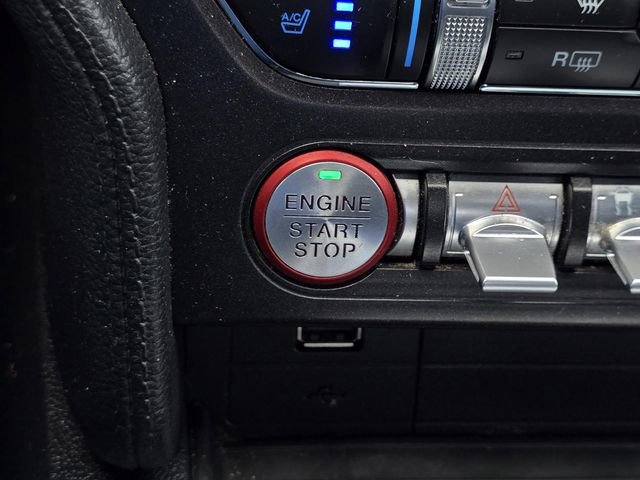 A/C
R
ENGINE
START
STOP